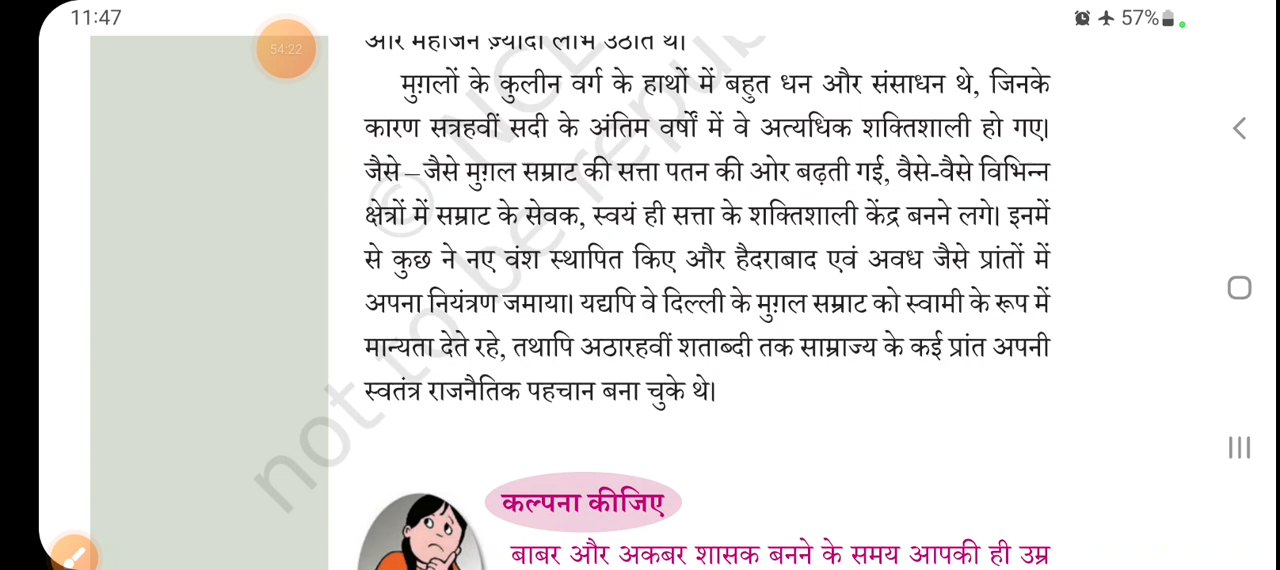 11:47
57%
54:22
और महाजन ज़्यादा लाभ उठाते थे।
मुग़लों के कुलीन वर्ग के हाथों में बहुत धन और संसाधन थे, जिनके
कारण सत्रहवीं सदी के अंतिम वर्षों में वे अत्यधिक शक्तिशाली हो गए।
जैसे–जैसे मुग़ल सम्राट की सत्ता पतन की ओर बढ़ती गई, वैसे-वैसे विभिन्न
क्षेत्रों में सम्राट के सेवक, स्वयं ही सत्ता के शक्तिशाली केंद्र बनने लगे। इनमें
से कुछ ने नए वंश स्थापित किए और हैदराबाद एवं अवध जैसे प्रांतों में
अपना नियंत्रण जमाया। यद्यपि वे दिल्ली के मुग़ल सम्राट को स्वामी के रूप में
मान्यता देते रहे, तथापि अठारहवीं शताब्दी तक साम्राज्य के कई प्रांत अपनी
स्वतंत्र राजनैतिक पहचान बना चुके थे।
© NCE
not to be republ
कल्पना कीजिए
बाबर और अकबर शासक बनने के समय आपकी ही उम्र